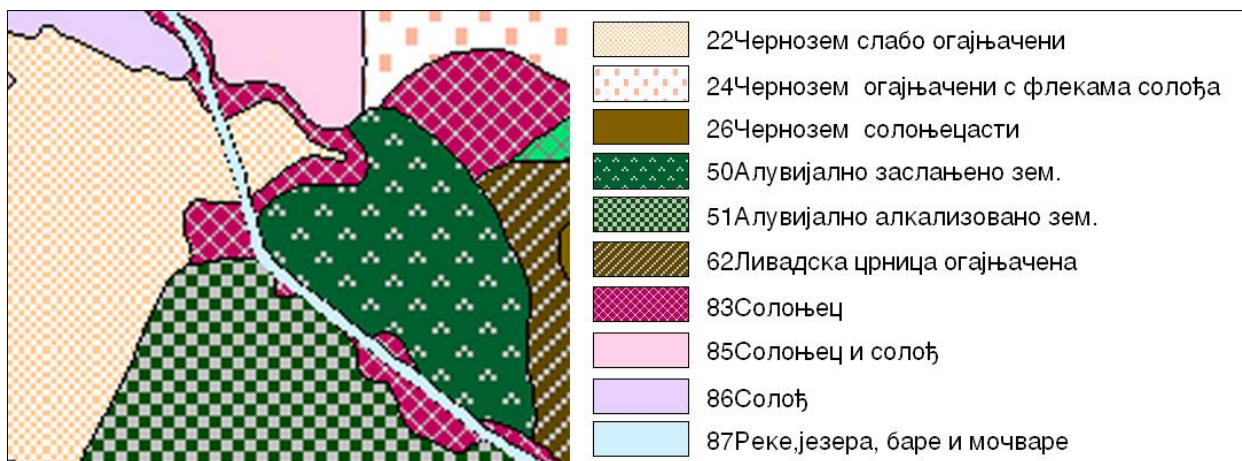 22Чернозем слабо огајњачени
24Чернозем огајњачени с флекама солођа
26Чернозем солоњецасти
50Алувијално заслањено зем.
51Алувијално алкализовано зем.
62Ливадска црница огајњачена
83Солоњец
85Солоњец и солођ
86Солођ
87Реке,језера, баре и мочваре